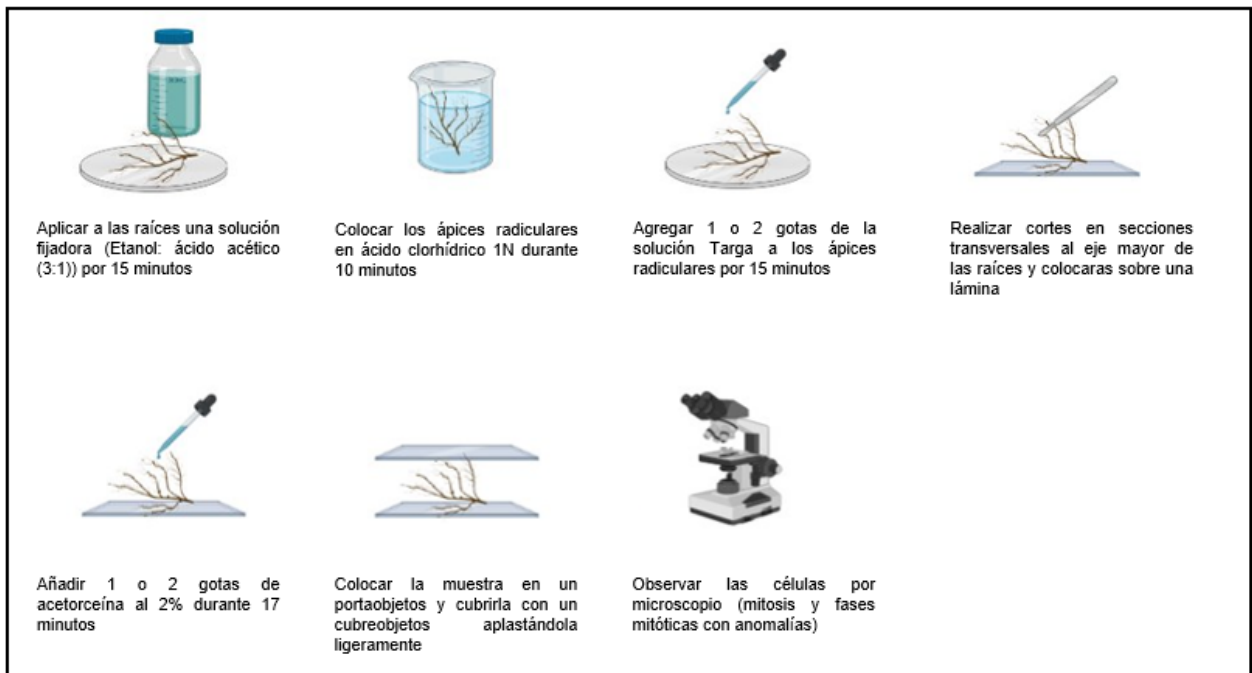 Aplicar a las raíces una solución
fijadora (Etanol: ácido acético
(3:1)) por 15 minutos
Colocar los ápices radiculares
en ácido clorhídrico 1N durante
10 minutos
Agregar 1 o 2 gotas de la
solución Targa a los ápices
radiculares por 15 minutos
Realizar cortes en secciones
transversales al eje mayor de
las raíces y colocaras sobre una
lámina
Añadir 1 o 2 gotas de
acetorceína al 2% durante 17
minutos
Colocar la muestra en un
portaobjetos y cubrirla con un
cubreobjetos aplastándola
ligeramente
Observar las células por
microscopio (mitosis y fases
mitóticas con anomalías)